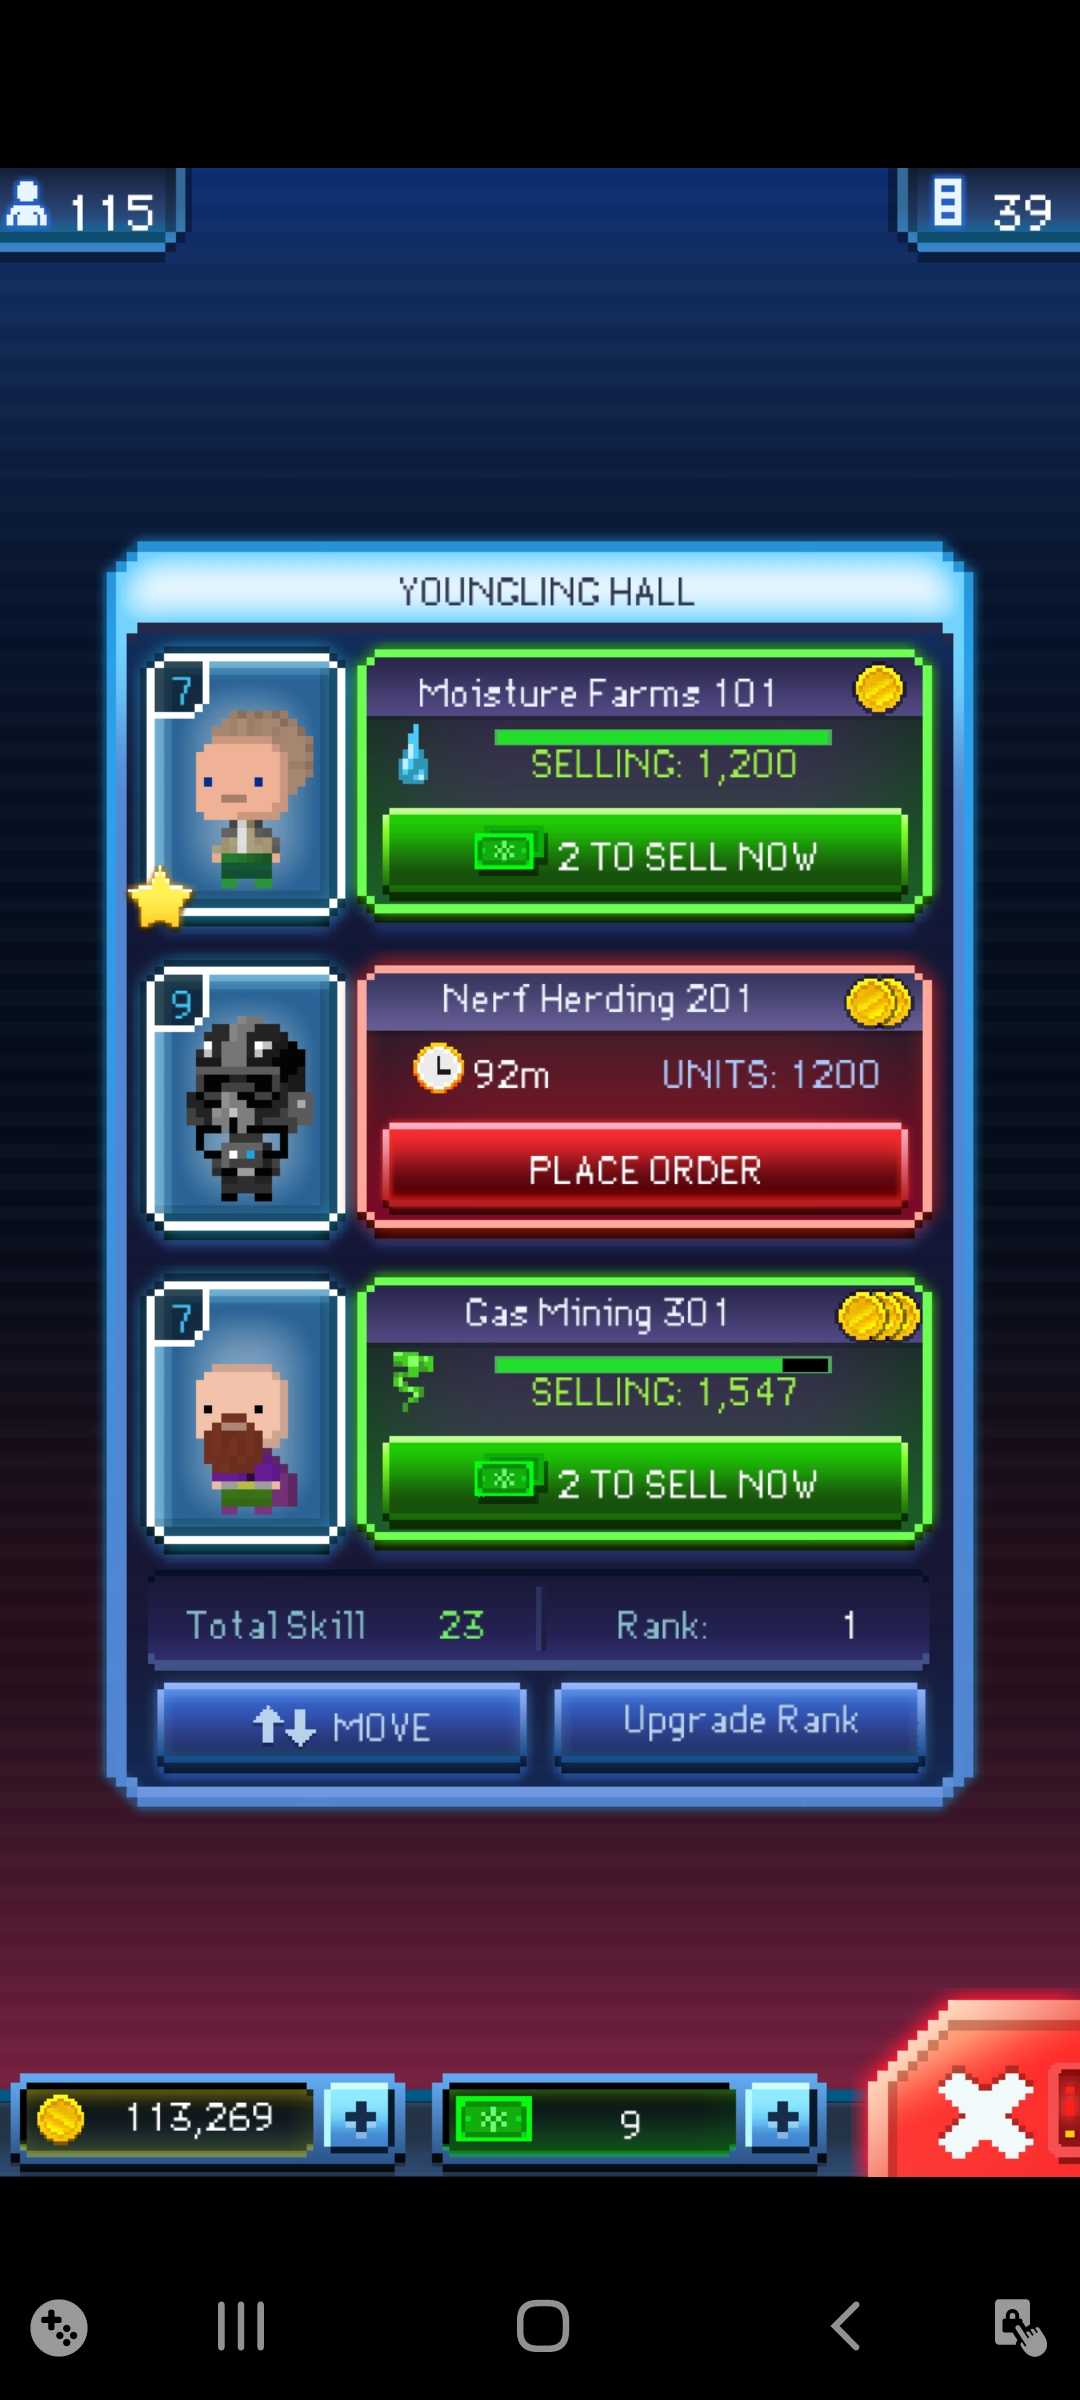 115
39
YOUNGLING HALL
7
Moisture Farms 101
SELLING: 1,200
2 TO SELL NOW
9
Nerf Herding 201
92m UNITS: 1200
PLACE ORDER
7
Gas Mining 301
SELLING: 1,547
2 TO SELL NOW
Total Skill 23 Rank: 1
MOVE Upgrade Rank
113,269 9